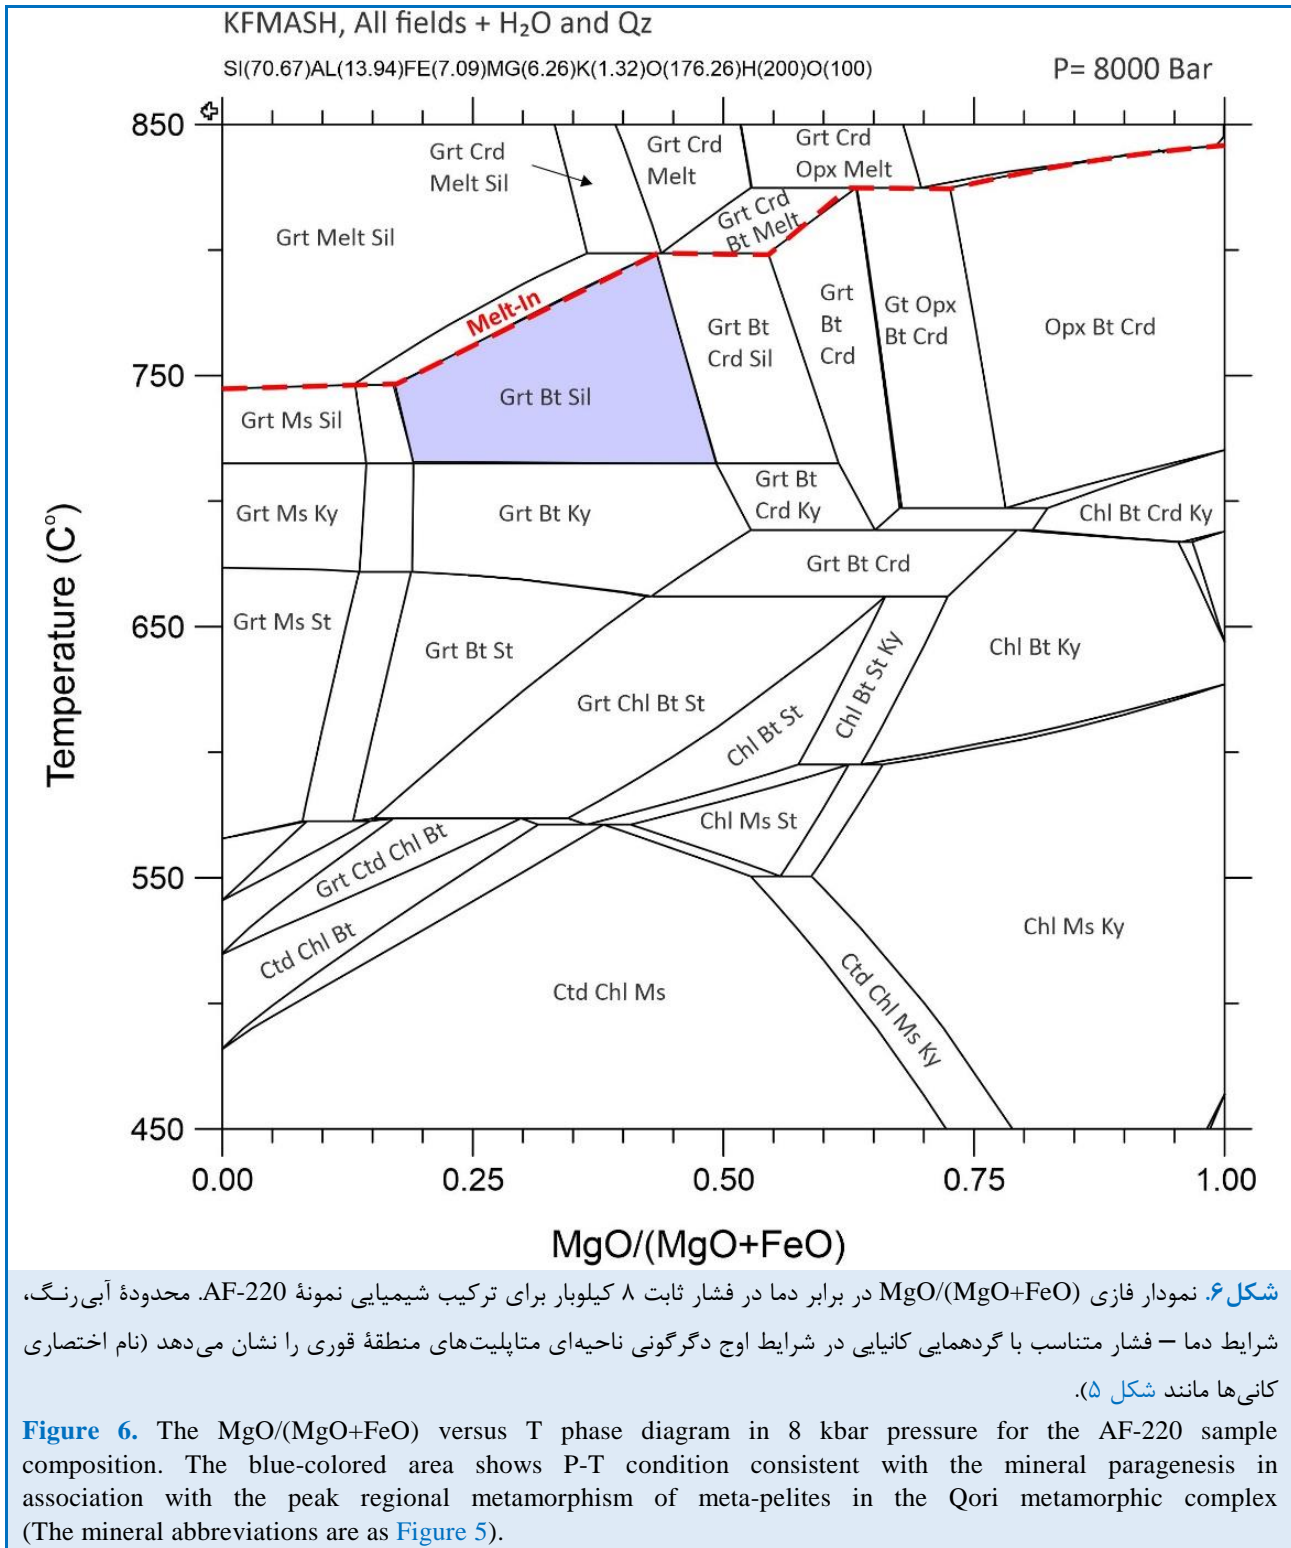 KFMASH, All fields + H₂O and Qz
SI(70.67)AL(13.94)FE(7.09)MG(6.26)K(1.32)O(176.26)H(200)O(100)
P= 8000 Bar
850
750
650
550
450
Temperature (C°)
Grt Crd
Melt Sil
Grt Crd
Melt
Grt Crd
Opx Melt
Grt Melt Sil
Grt Crd
Bt Melt
Melt-In
Grt Bt
Crd Sil
Grt
Bt
Crd
Gt Opx
Bt Crd
Opx Bt Crd
Grt Ms Sil
Grt Bt Sil
Grt Ms Ky
Grt Bt Ky
Grt Bt
Crd Ky
Chl Bt Crd Ky
Grt Bt Crd
Grt Ms St
Grt Bt St
Grt Chl Bt St
Chl Bt St
Chl Bt St Ky
Chl Bt Ky
Chl Ms St
Grt Ctd Chl Bt
Ctd Chl Bt
Ctd Chl Ms
Ctd Chl Ms Ky
Chl Ms Ky
0.00
0.25
0.50
0.75
1.00
MgO/(MgO+FeO)
شکل۶. نمودار فازی MgO/(MgO+FeO) در برابر دما در فشار ثابت ۸ کیلوبار برای ترکیب شیمیایی نمونۀ AF-220. محدودۀ آبی‌رنگ،
شرایط دما – فشار متناسب با گردهمایی کانیایی در شرایط اوج دگرگونی ناحیه‌ای متاپلیت‌های منطقۀ قوری را نشان می‌دهد (نام اختصاری
کانی‌ها مانند شکل ۵).
Figure 6. The MgO/(MgO+FeO) versus T phase diagram in 8 kbar pressure for the AF-220 sample
composition. The blue-colored area shows P-T condition consistent with the mineral paragenesis in
association with the peak regional metamorphism of meta-pelites in the Qori metamorphic complex
(The mineral abbreviations are as Figure 5).